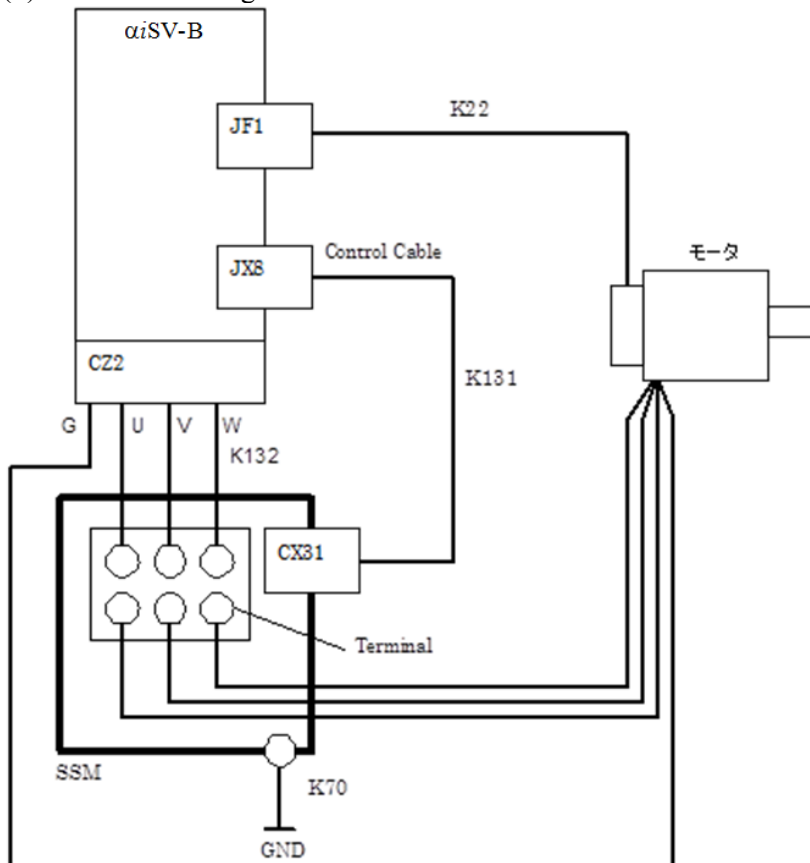 αiSV-B
JF1
K22
JX8
Control Cable
モータ
CZ2
K131
G U V W
K132
CX31
Terminal
SSM
K70
GND